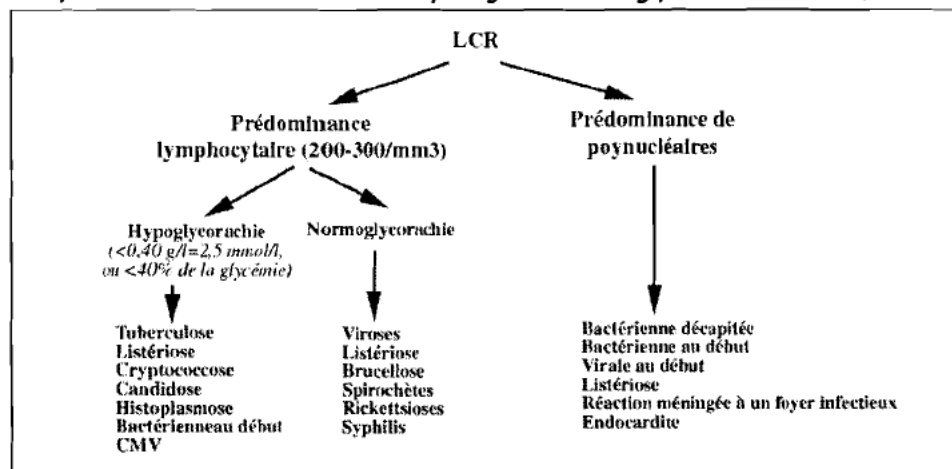 LCR
Prédominance
lymphocytaire (200-300/mm3)
Prédominance de
poynucléaires
Hypoglycorachie
(<0,40 g/l=2,5 mmol/l,
ou <40% de la glycémie)
Normoglycorachie
Tuberculose
Listériose
Cryptococcose
Candidose
Histoplasmose
Bactérienneau début
CMV
Viroses
Listériose
Brucellose
Spirochètes
Rickettsioses
Syphilis
Bactérienne décapitée
Bactérienne au début
Virale au début
Listériose
Réaction méningée à un foyer infectieux
Endocardite